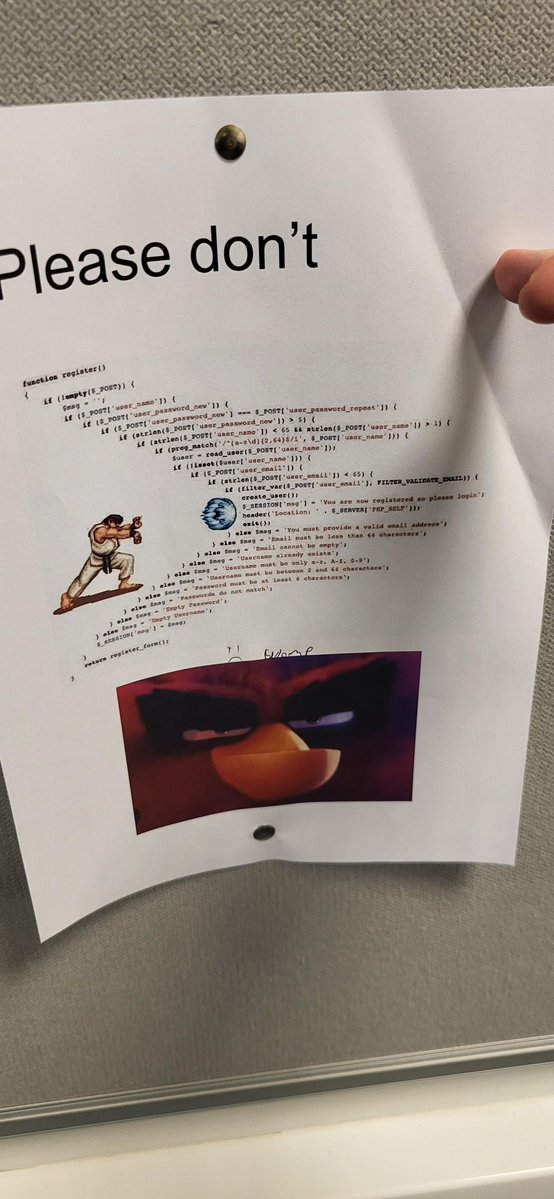 Please don't
function register()
{
if (!empty($_POST)) {
$msg = '';
if ($_POST['user_name']) {
if ($_POST['user_password_new']) {
if ($_POST['user_password_new'] === $_POST['user_password_repeat']) {
if (strlen($_POST['user_password_new']) > 5) {
if (strlen($_POST['user_name']) < 65 && strlen($_POST['user_name']) > 1) {
if (preg_match('/^[a-z\d]{2,64}$/i', $_POST['user_name'])) {
$user = read_user($_POST['user_name']);
if (!isset($user['user_name'])) {
if ($_POST['user_email']) {
if (strlen($_POST['user_email']) < 65) {
if (filter_var($_POST['user_email'], FILTER_VALIDATE_EMAIL)) {
create_user();
$_SESSION['msg'] = 'You are now registered so please login';
header('Location: ' . $_SERVER['PHP_SELF']);
exit();
} else $msg = 'You must provide a valid email address';
} else $msg = 'Email must be less than 64 characters';
} else $msg = 'Email cannot be empty';
} else $msg = 'Username already exists';
} else $msg = 'Username must be only a-z, A-Z, 0-9';
} else $msg = 'Username must be between 2 and 64 characters';
} else $msg = 'Password must be at least 6 characters';
} else $msg = 'Passwords do not match';
} else $msg = 'Empty Password';
} else $msg = 'Empty Username';
$_SESSION['msg'] = $msg;
}
return register_form();
}